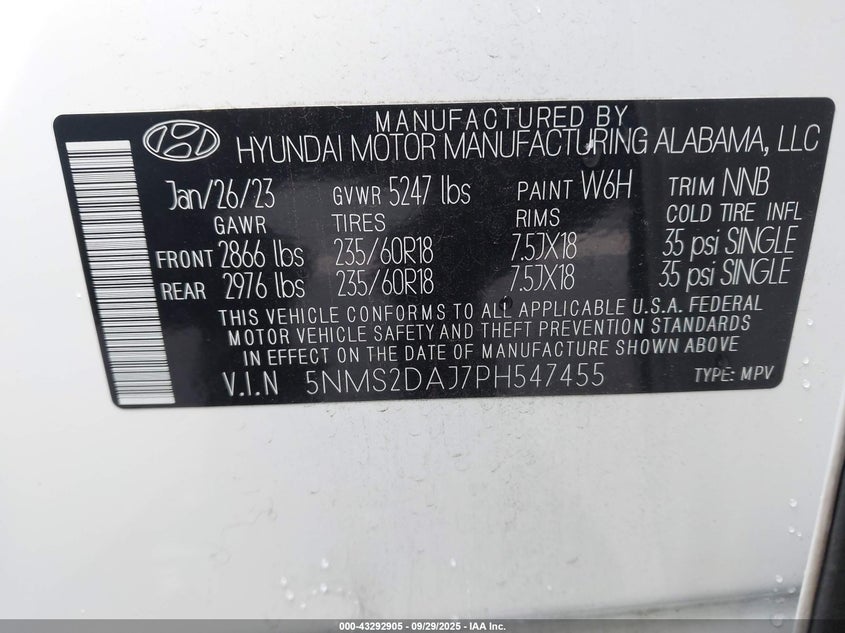 MANUFACTURED BY
HYUNDAI MOTOR MANUFACTURING ALABAMA, LLC
Jan/26/23 GVWR 5247 lbs PAINT W6H TRIM NNB
GAWR TIRES RIMS COLD TIRE INFL
FRONT 2866 lbs 235/60R18 7.5JX18 35 psi SINGLE
REAR 2976 lbs 235/60R18 7.5JX18 35 psi SINGLE
THIS VEHICLE CONFORMS TO ALL APPLICABLE U.S.A. FEDERAL
MOTOR VEHICLE SAFETY AND THEFT PREVENTION STANDARDS
IN EFFECT ON THE DATE OF MANUFACTURE SHOWN ABOVE
V.I.N 5NMS2DAJ7PH547455 TYPE: MPV
000-43292905 - 09/29/2025 - IAA Inc.